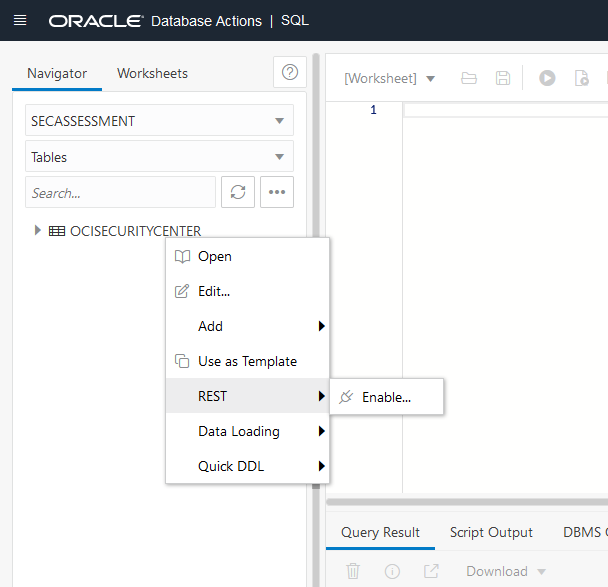 ORACLE Database Actions | SQL
Navigator Worksheets
[Worksheet]
SECASSESSMENT
1
Tables
Search...
OCISECURITYCENTER
Open
Edit...
Add
Use as Template
REST
Enable...
Data Loading
Quick DDL
Query Result Script Output DBMS
Download